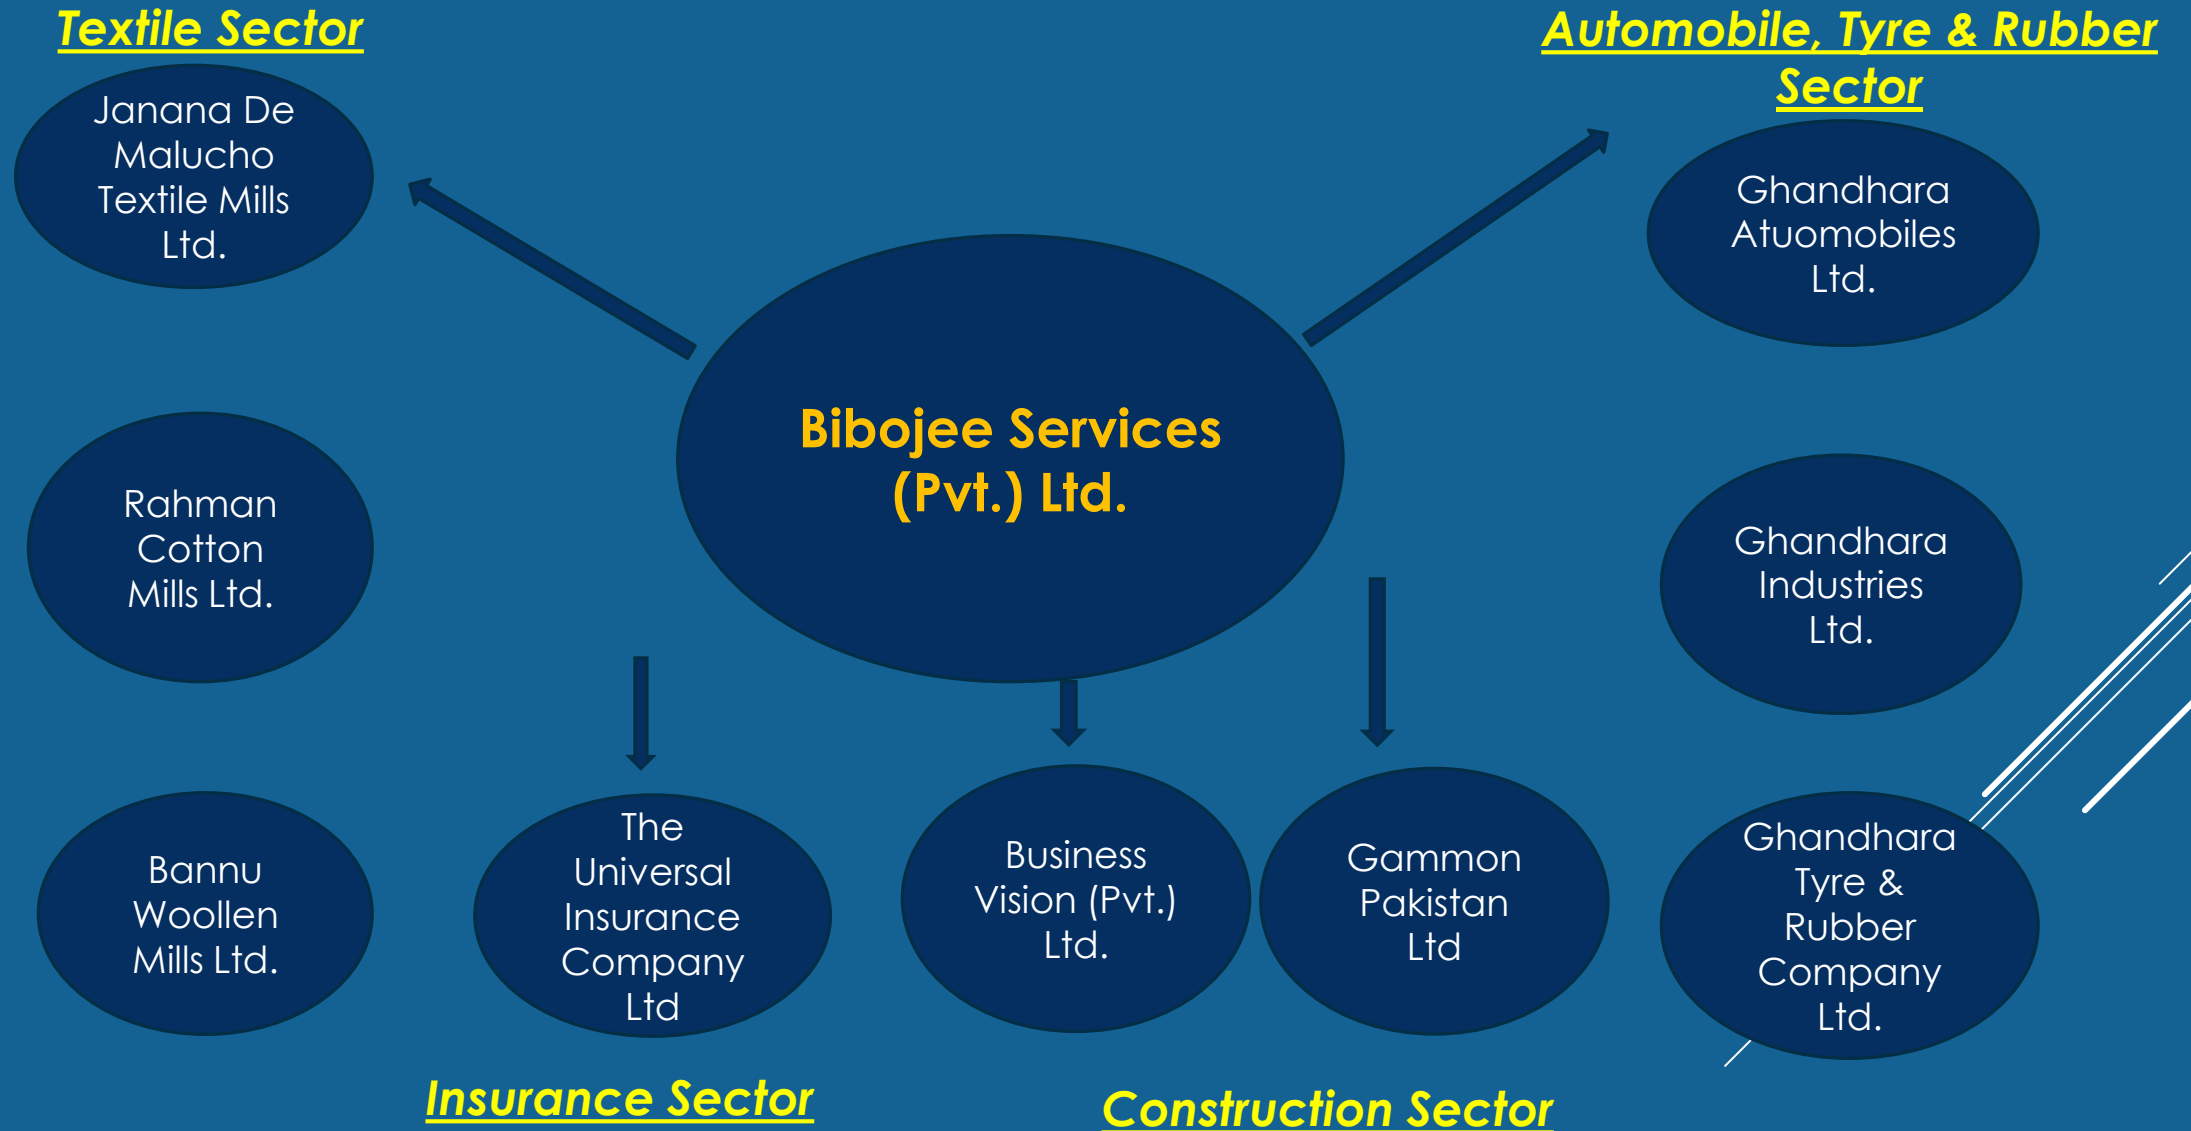 Textile Sector
Janana De
Malucho
Textile Mills
Ltd.
Rahman
Cotton
Mills Ltd.
Bannu
Woollen
Mills Ltd.
Bibojee Services
(Pvt.) Ltd.
Automobile, Tyre & Rubber
Sector
Ghandhara
Atuomobiles
Ltd.
Ghandhara
Industries
Ltd.
Ghandhara
Tyre &
Rubber
Company
Ltd.
The
Universal
Insurance
Company
Ltd
Insurance Sector
Business
Vision (Pvt.)
Ltd.
Gammon
Pakistan
Ltd
Construction Sector